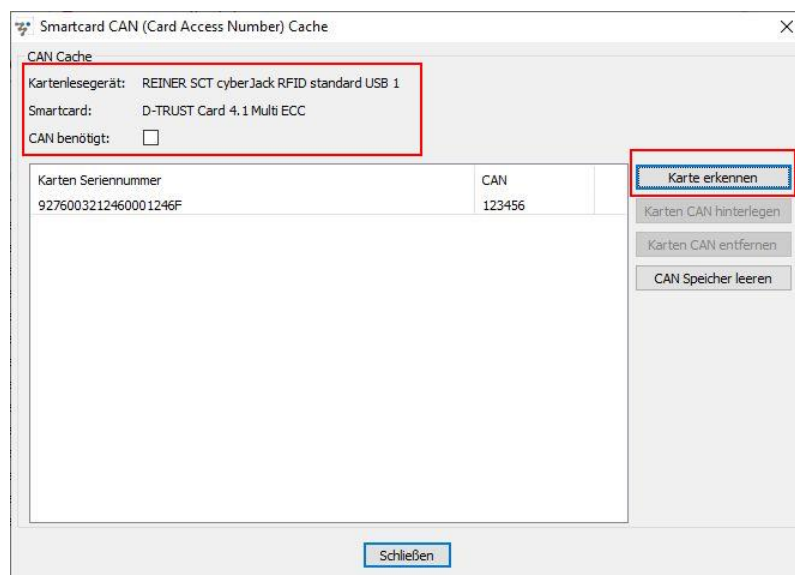 Smartcard CAN (Card Access Number) Cache
CAN Cache
Kartenlesegerät: REINER SCT cyberJack RFID standard USB 1
Smartcard: D-TRUST Card 4.1 Multi ECC
CAN benötigt:
Karten Seriennummer CAN
9276003212460001246F 123456
Karte erkennen
Karten CAN hinterlegen
Karten CAN entfernen
CAN Speicher leeren
Schließen